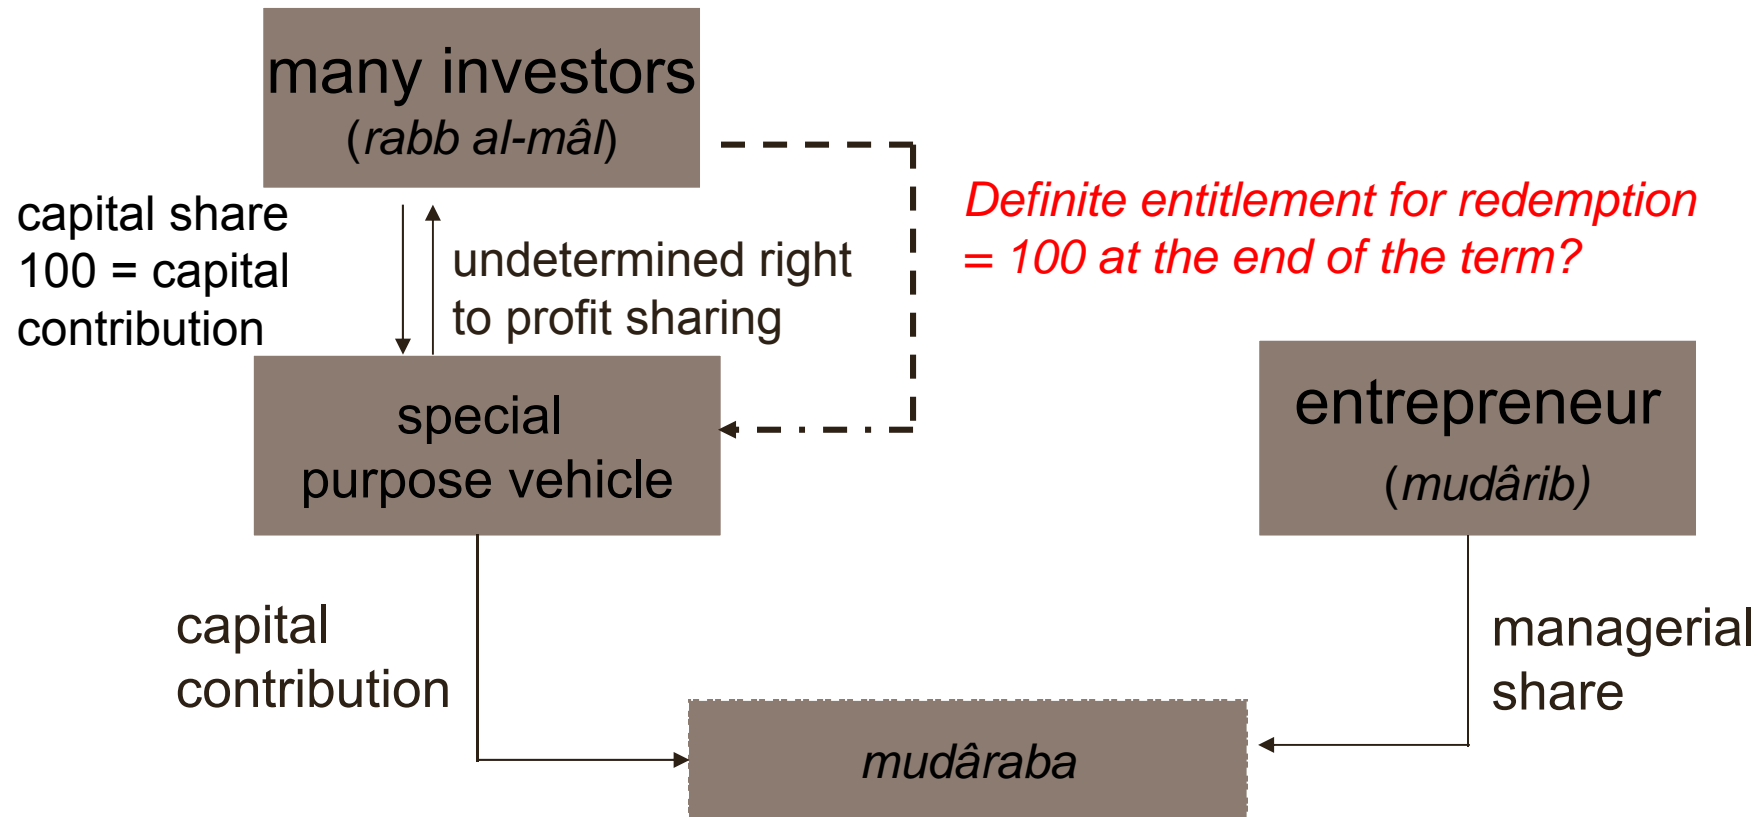 many investors
(rabb al-mâl)
capital share
100 = capital
contribution
undetermined right
to profit sharing
Definite entitlement for redemption
= 100 at the end of the term?
special
purpose vehicle
entrepreneur
(mudârib)
capital
contribution
managerial
share
mudâraba